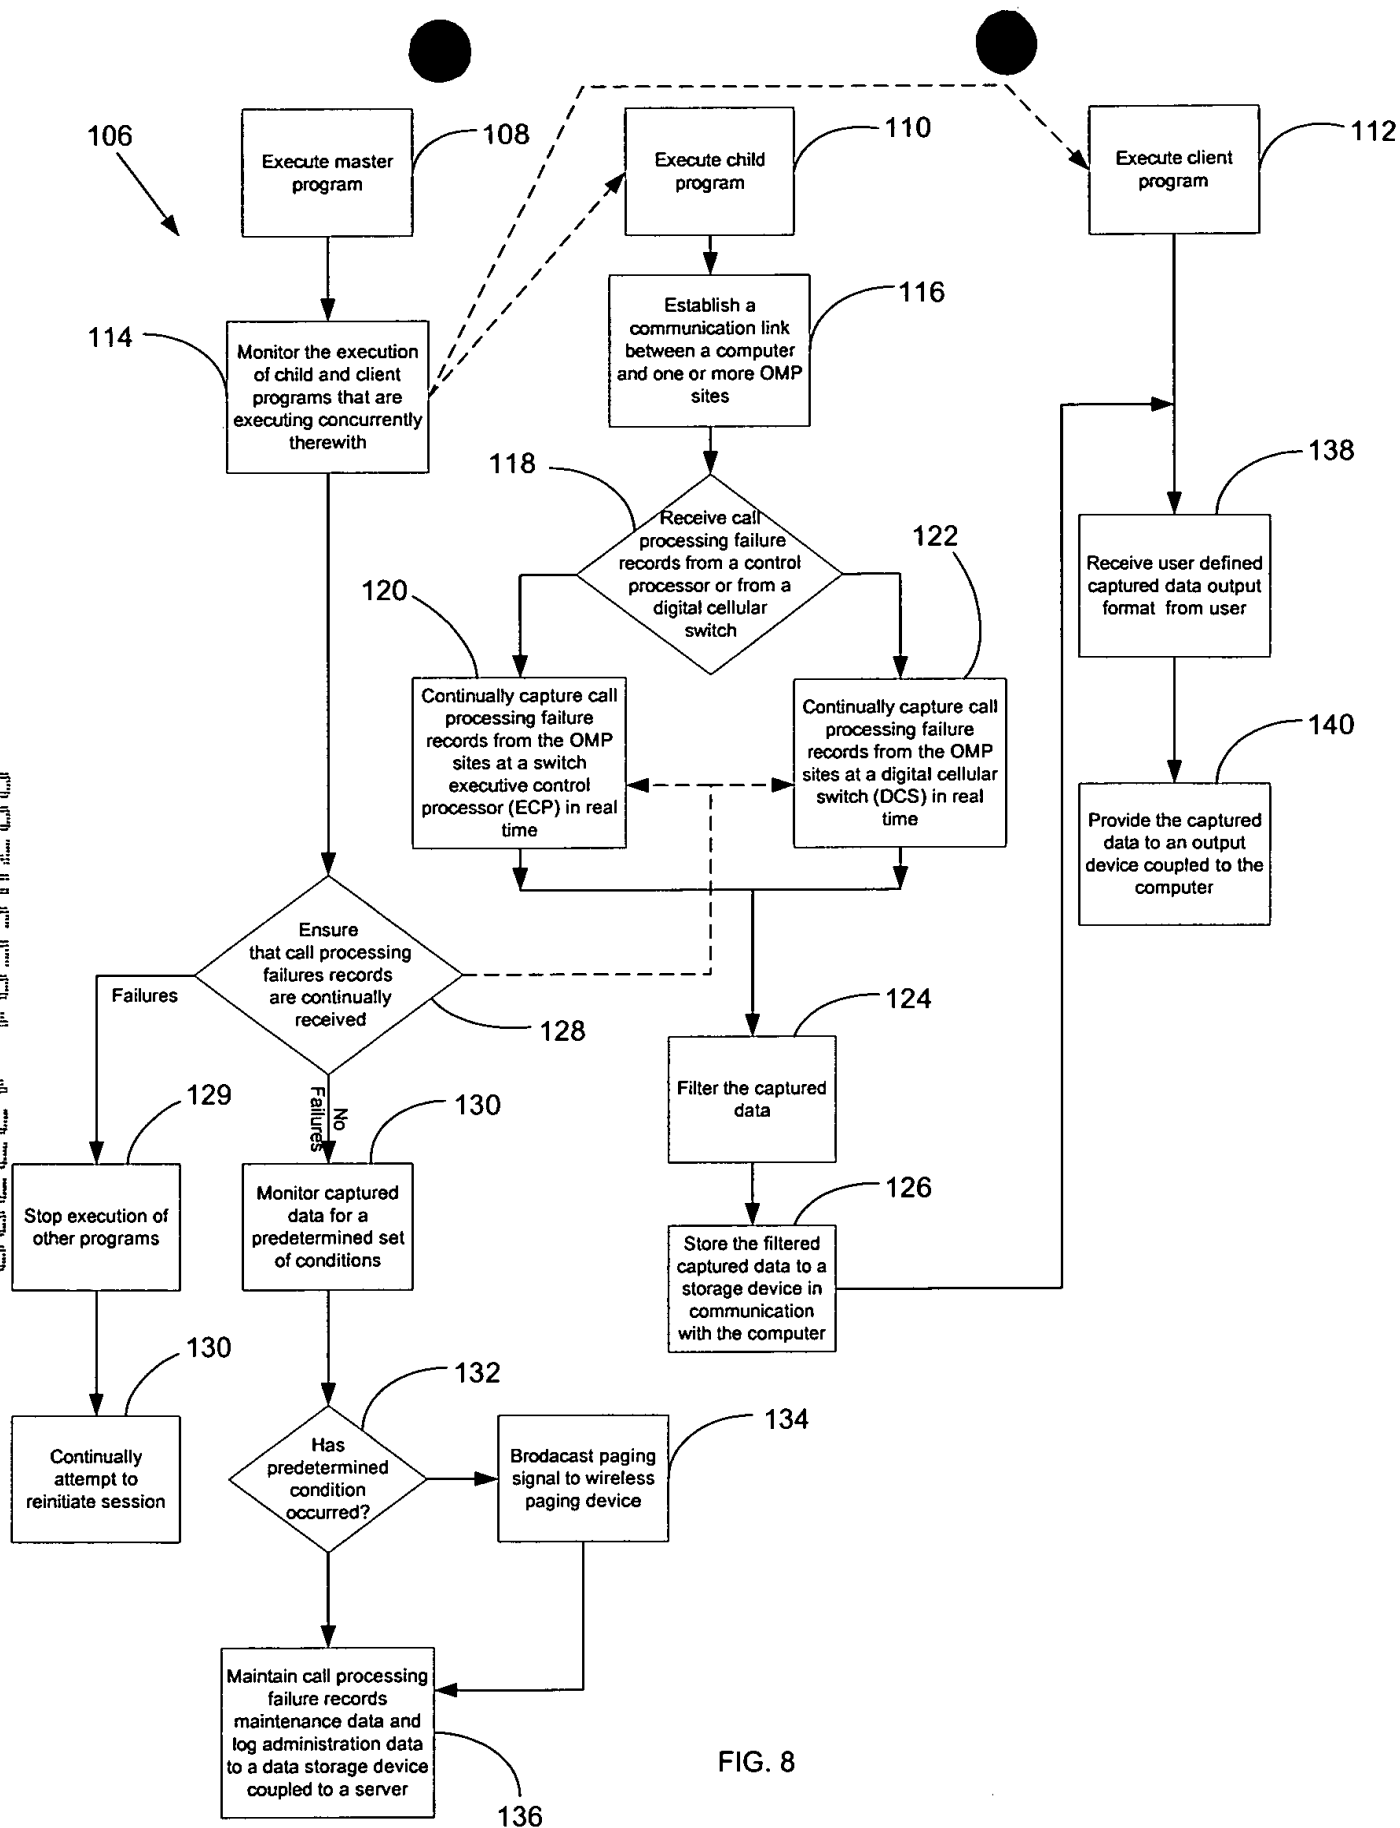 106
Execute master
program
108
Execute child
program
110
Execute client
program
112
114
Monitor the execution
of child and client
programs that are
executing concurrently
therewith
Establish a
communication link
between a computer
and one or more OMP
sites
116
118
Receive call
processing failure
records from a control
processor or from a
digital cellular
switch
120
Continually capture call
processing failure
records from the OMP
sites at a switch
executive control
processor (ECP) in real
time
122
Continually capture call
processing failure
records from the OMP
sites at a digital cellular
switch (DCS) in real
time
138
Receive user defined
captured data output
format from user
140
Provide the captured
data to an output
device coupled to the
computer
Ensure
that call processing
failures records
are continually
received
128
Failures
No
Failures
124
Filter the captured
data
126
Store the filtered
captured data to a
storage device in
communication
with the computer
129
Stop execution of
other programs
130
Monitor captured
data for a
predetermined set
of conditions
130
Continually
attempt to
reinitiate session
132
Has
predetermined
condition
occurred?
134
Brodacast paging
signal to wireless
paging device
Maintain call processing
failure records
maintenance data and
log administration data
to a data storage device
coupled to a server
136
FIG. 8